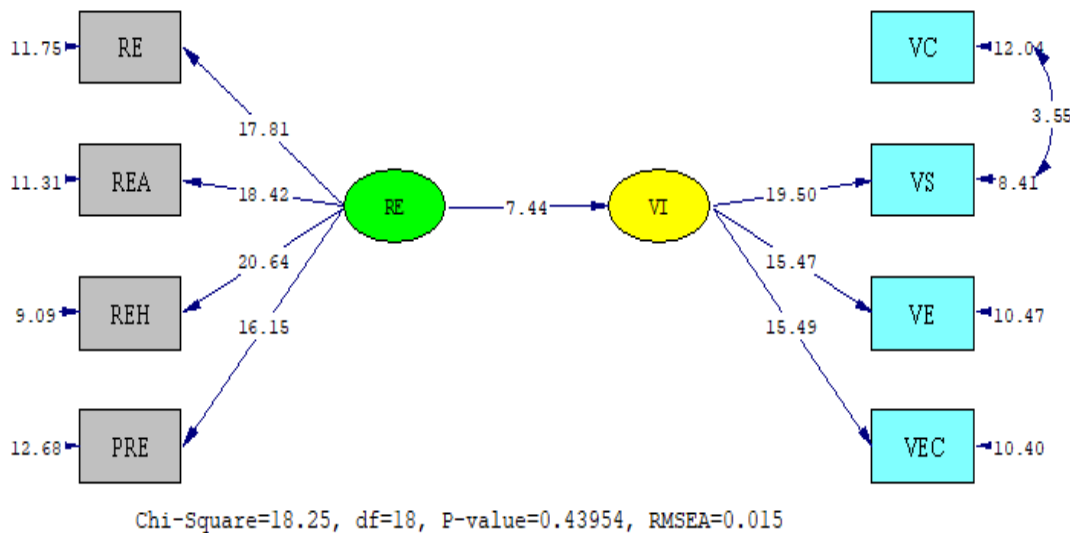 11.75 RE
17.81
11.31 REA
18.42
RE
7.44
VI
20.64
9.09 REH
16.15
12.68 PRE
VC 12.04
3.55
19.50
VS 8.41
15.47
VE 10.47
15.49
VEC 10.40
Chi-Square=18.25, df=18, P-value=0.43954, RMSEA=0.015